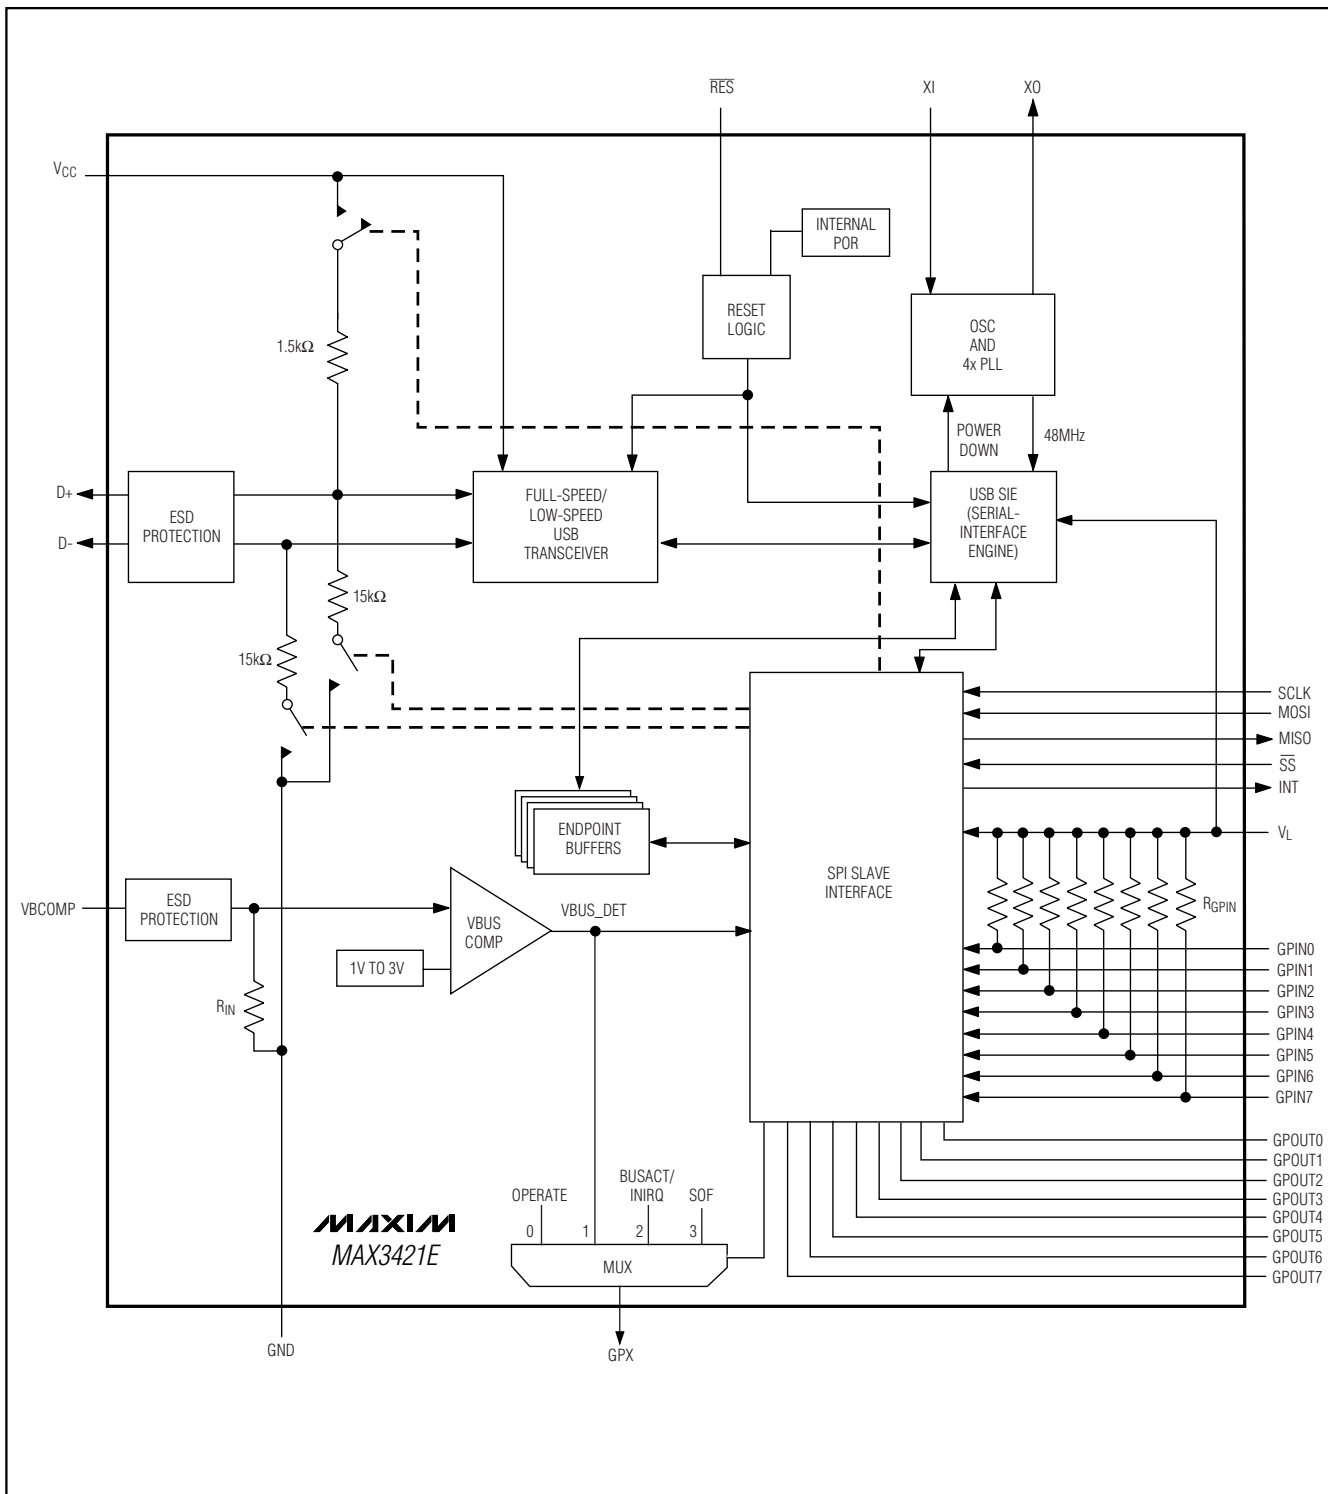 RES XI XO
VCC
INTERNAL
POR
RESET
LOGIC
OSC
AND
4x PLL
1.5kΩ
POWER
DOWN
48MHz
D+
D-
ESD
PROTECTION
FULL-SPEED/
LOW-SPEED
USB
TRANSCEIVER
USB SIE
(SERIAL-
INTERFACE
ENGINE)
15kΩ
15kΩ
SCLK
MOSI
MISO
SS
INT
VL
ENDPOINT
BUFFERS
SPI SLAVE
INTERFACE
RGPIN
VBCOMP
ESD
PROTECTION
VBUS
COMP
VBUS_DET
1V TO 3V
RIN
GPIN0
GPIN1
GPIN2
GPIN3
GPIN4
GPIN5
GPIN6
GPIN7
GPOUT0
GPOUT1
GPOUT2
GPOUT3
GPOUT4
GPOUT5
GPOUT6
GPOUT7
OPERATE
BUSACT/
INIRQ
SOF
0 1 2 3
MUX
MAXIM
MAX3421E
GND
GPX